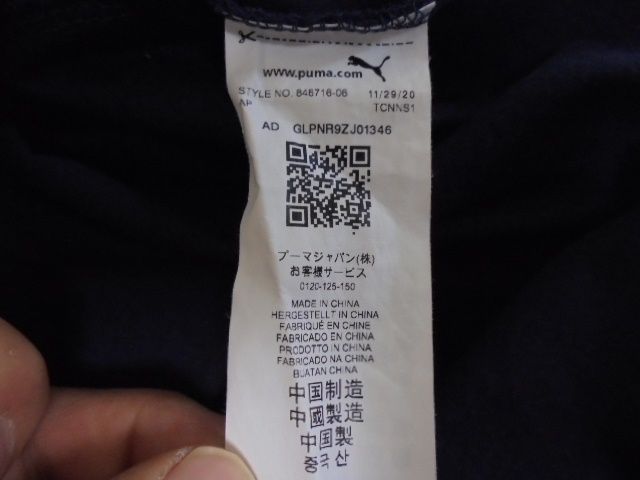 www.puma.com
STYLE NO. 846716-06 11/29/20
AP TCNNS1
AD GLPNR9ZJ01346
プーマジャパン(株)
お客様サービス
0120-125-150
MADE IN CHINA
HERGESTELLT IN CHINA
FABRIQUÉ EN CHINE
FABRICADO EN CHINA
PRODOTTO IN CHINA
FABRICADO NA CHINA
BUATAN CHINA
中国制造
中國製造
中国製
중국산